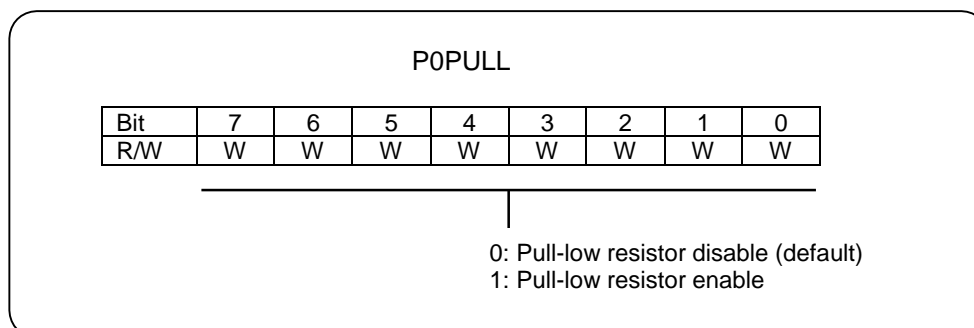 P0PULL
Bit 7 6 5 4 3 2 1 0
R/W W W W W W W W W
0: Pull-low resistor disable (default)
1: Pull-low resistor enable